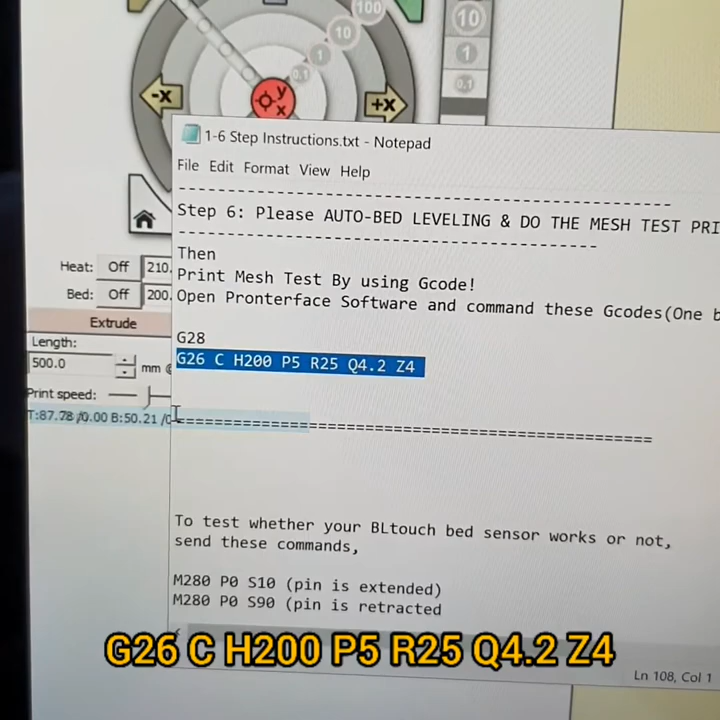 100
10
1
0.1
10
1
0.1
-X
y
x
+X
1-6 Step Instructions.txt - Notepad
File Edit Format View Help
--------------------------------------------------------
Step 6: Please AUTO-BED LEVELING & DO THE MESH TEST PRI
------------------------------------------------
Then
Print Mesh Test By using Gcode!
Open Pronterface Software and command these Gcodes(One b
G28
G26 C H200 P5 R25 Q4.2 Z4
=======================================================
To test whether your BLtouch bed sensor works or not,
send these commands,
M280 P0 S10 (pin is extended)
M280 P0 S90 (pin is retracted
Ln 108, Col 1
Heat: Off 210.
Bed: Off 200.
Extrude
Length:
500.0 mm @
Print speed:
T:87.78 /0.00 B:50.21 /0
G26 C H200 P5 R25 Q4.2 Z4